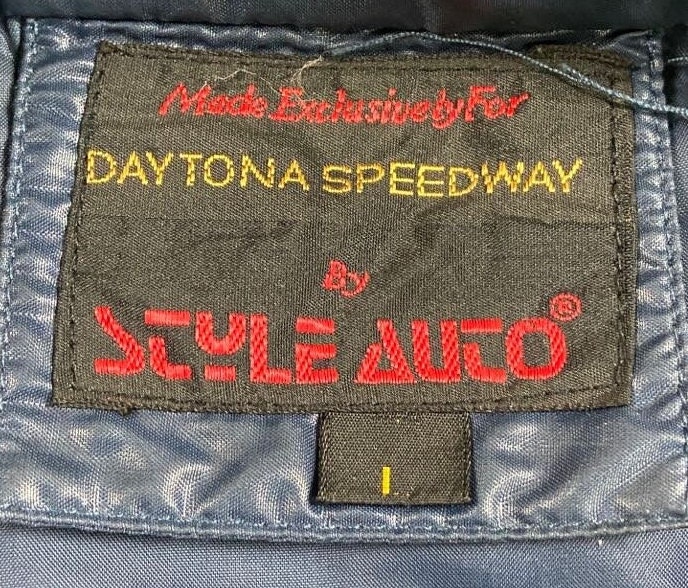 Made Exclusively For
DAYTONA SPEEDWAY
By
STYLE AUTO®